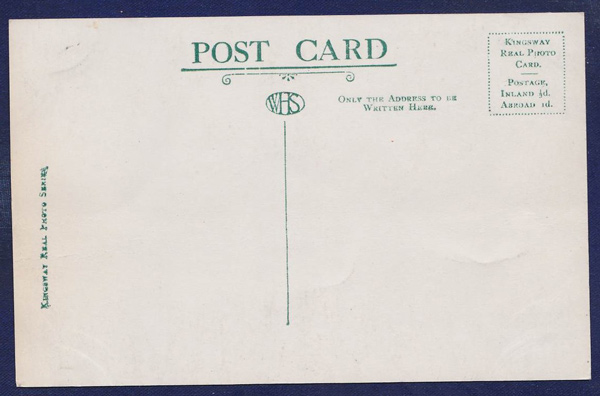 POST CARD
WHS
ONLY THE ADDRESS TO BE
WRITTEN HERE.
KINGSWAY
REAL PHOTO
CARD.
POSTAGE,
INLAND ½d.
ABROAD 1d.
KINGSWAY REAL PHOTO SERIES